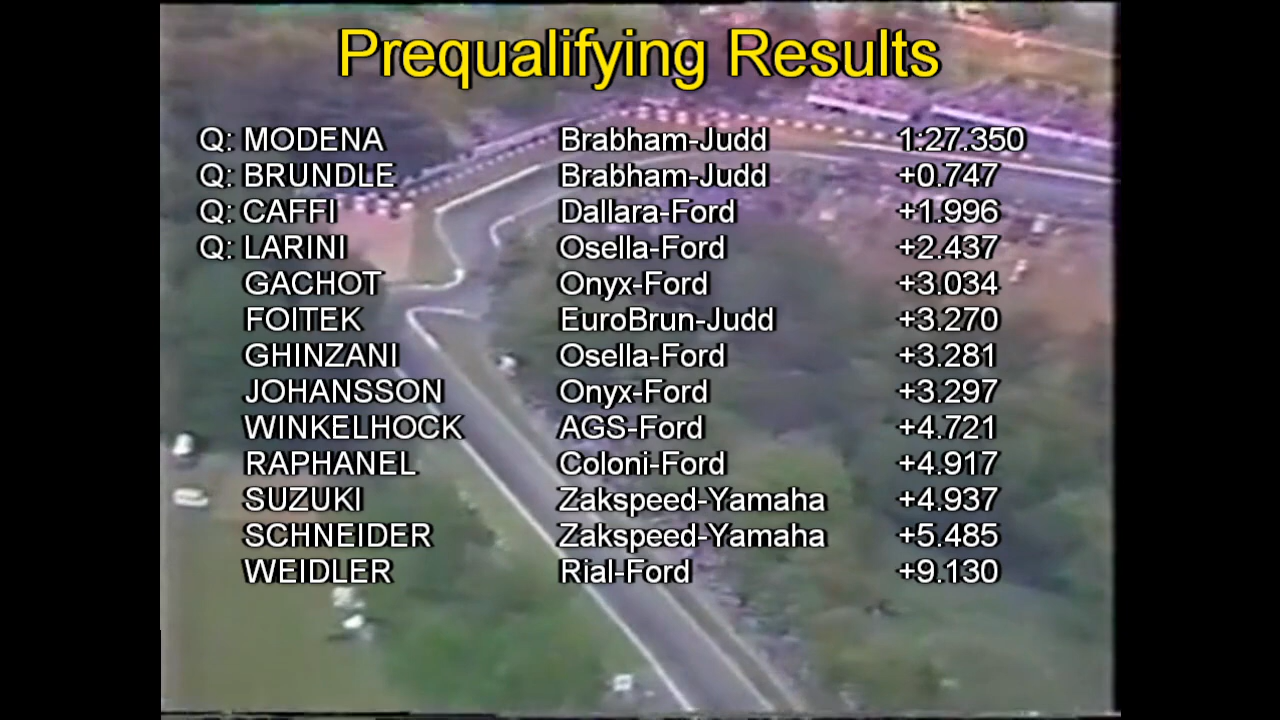 Prequalifying Results
Q: MODENA Brabham-Judd 1:27.350
Q: BRUNDLE Brabham-Judd +0.747
Q: CAFFI Dallara-Ford +1.996
Q: LARINI Osella-Ford +2.437
GACHOT Onyx-Ford +3.034
FOITEK EuroBrun-Judd +3.270
GHINZANI Osella-Ford +3.281
JOHANSSON Onyx-Ford +3.297
WINKELHOCK AGS-Ford +4.721
RAPHANEL Coloni-Ford +4.917
SUZUKI Zakspeed-Yamaha +4.937
SCHNEIDER Zakspeed-Yamaha +5.485
WEIDLER Rial-Ford +9.130